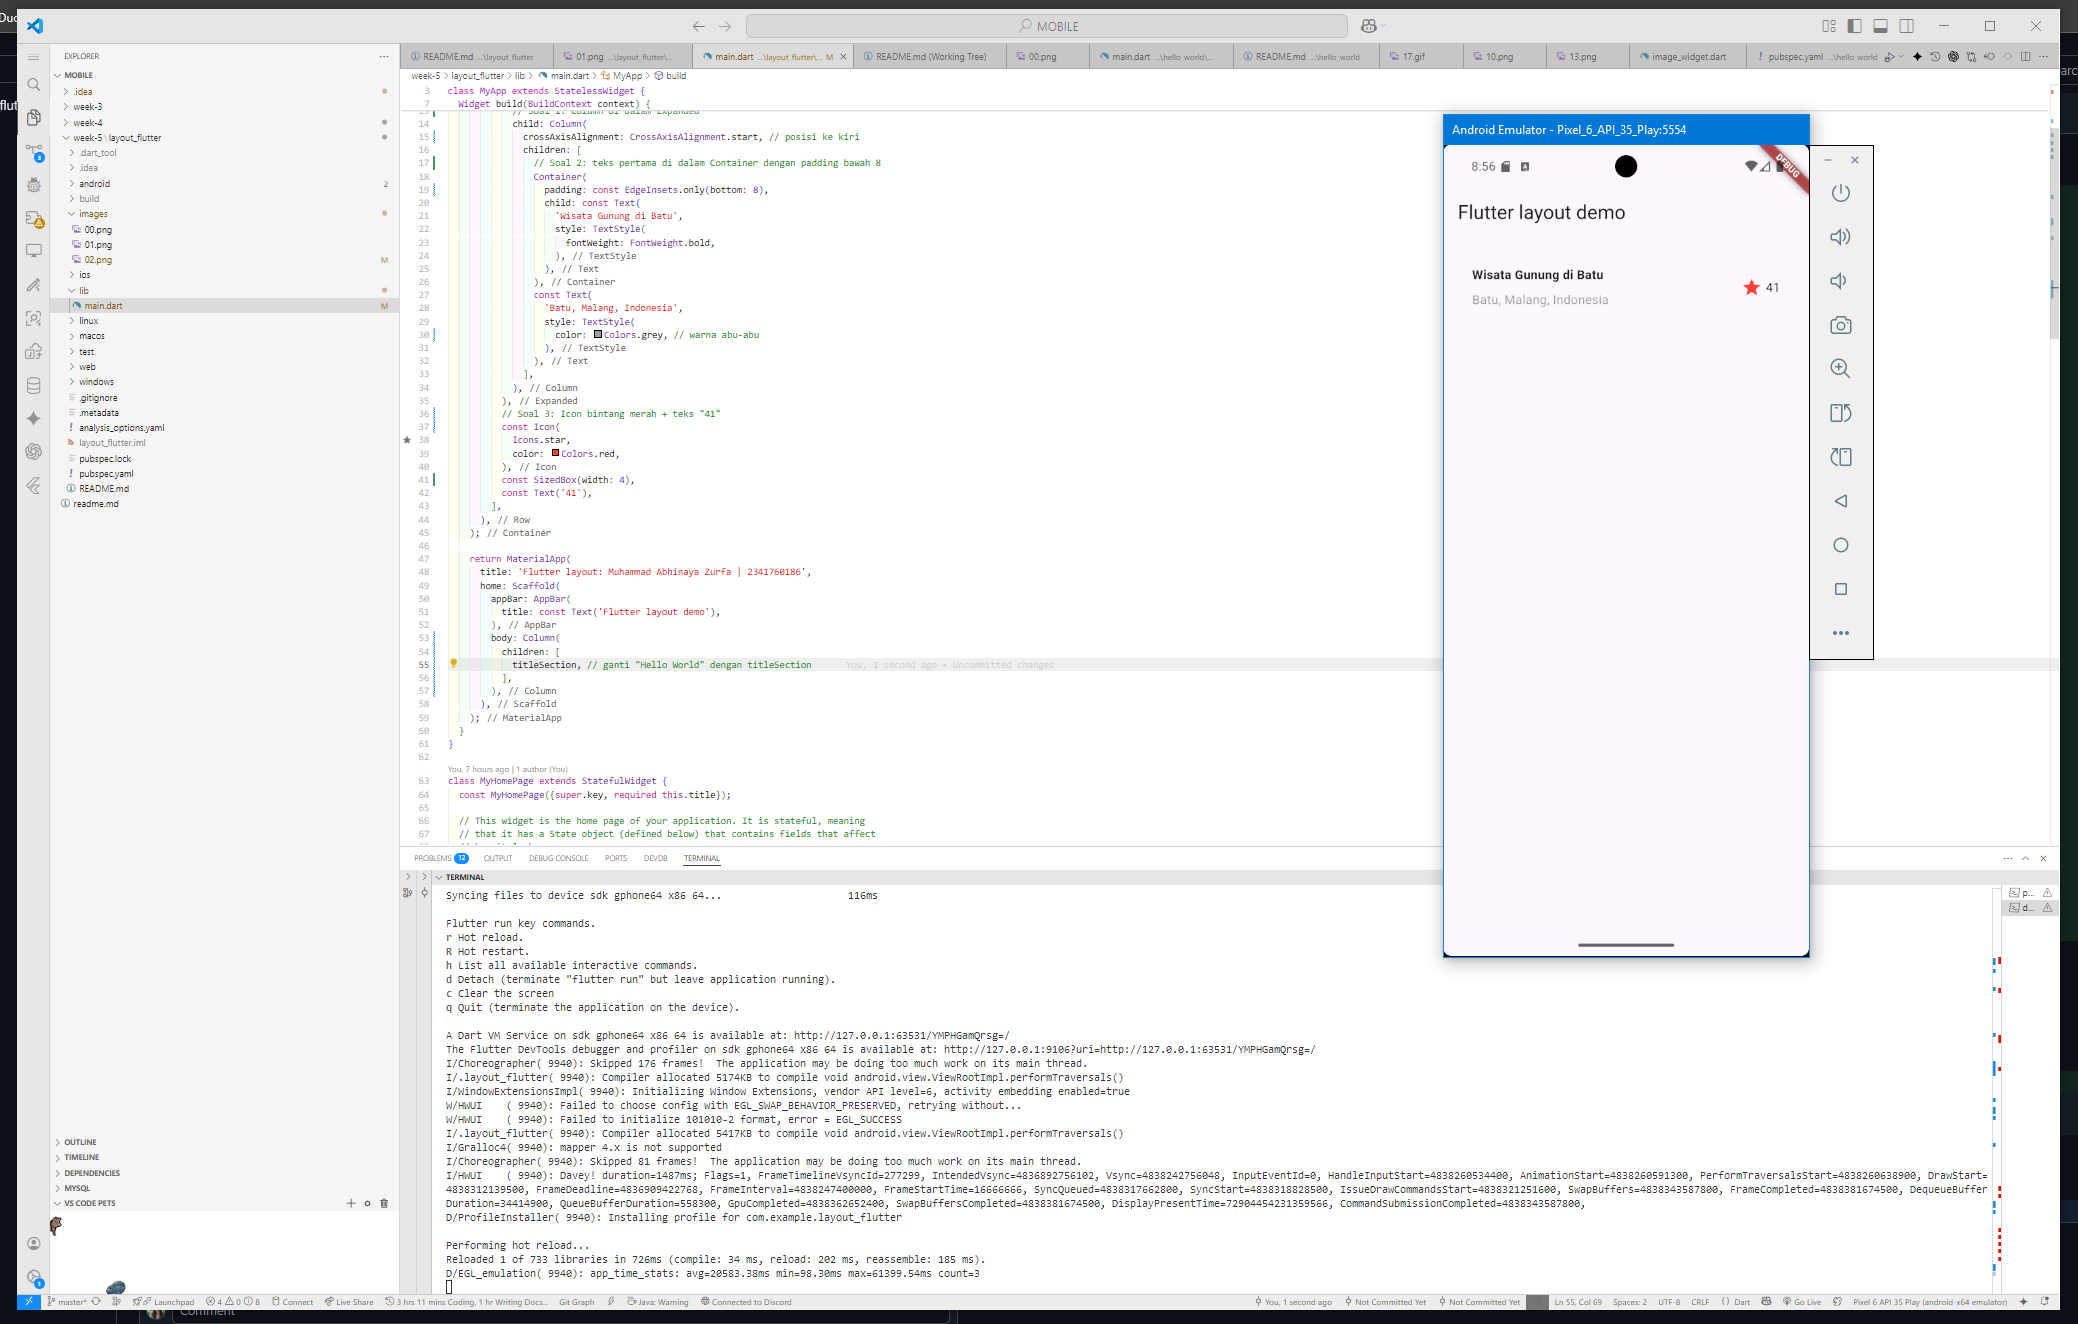 MOBILE
EXPLORER
MOBILE
.idea
week-3
week-4
week-5 \ layout_flutter
.dart_tool
.idea
android 2
build
images
00.png
01.png
02.png M
ios
lib
main.dart M
linux
macos
test
web
windows
.gitignore
.metadata
analysis_options.yaml
layout_flutter.iml
pubspec.lock
pubspec.yaml
README.md
readme.md
OUTLINE
TIMELINE
DEPENDENCIES
MYSQL
VS CODE PETS
README.md ...\layout_flutter
01.png ...\layout_flutter\...
main.dart ...\layout_flutter\... M
README.md (Working Tree)
00.png
main.dart ...\hello_world\...
README.md ...\hello_world
17.gif
10.png
13.png
image_widget.dart
pubspec.yaml ...\hello_world
week-5 > layout_flutter > lib > main.dart > MyApp > build
3 class MyApp extends StatelessWidget {
7 Widget build(BuildContext context) {
13 // Soal 1: Column di dalam Expanded
14 child: Column(
15 crossAxisAlignment: CrossAxisAlignment.start, // posisi ke kiri
16 children: [
17 // Soal 2: teks pertama di dalam Container dengan padding bawah 8
18 Container(
19 padding: const EdgeInsets.only(bottom: 8),
20 child: const Text(
21 'Wisata Gunung di Batu',
22 style: TextStyle(
23 fontWeight: FontWeight.bold,
24 ), // TextStyle
25 ), // Text
26 ), // Container
27 const Text(
28 'Batu, Malang, Indonesia',
29 style: TextStyle(
30 color: Colors.grey, // warna abu-abu
31 ), // TextStyle
32 ), // Text
33 ],
34 ), // Column
35 ), // Expanded
36 // Soal 3: Icon bintang merah + teks "41"
37 const Icon(
38 Icons.star,
39 color: Colors.red,
40 ), // Icon
41 const SizedBox(width: 4),
42 const Text('41'),
43 ],
44 ), // Row
45 ); // Container
46
47 return MaterialApp(
48 title: 'Flutter layout: Muhammad Abhinaya Zurfa | 2341760186',
49 home: Scaffold(
50 appBar: AppBar(
51 title: const Text('Flutter layout demo'),
52 ), // AppBar
53 body: Column(
54 children: [
55 titleSection, // ganti "Hello World" dengan titleSection You, 1 second ago • Uncommitted changes
56 ],
57 ), // Column
58 ), // Scaffold
59 ); // MaterialApp
60 }
61 }
62
You, 7 hours ago | 1 author (You)
63 class MyHomePage extends StatefulWidget {
64 const MyHomePage({super.key, required this.title});
65
66 // This widget is the home page of your application. It is stateful, meaning
67 // that it has a State object (defined below) that contains fields that affect
Android Emulator - Pixel_6_API_35_Play:5554
8:56
DEBUG
Flutter layout demo
Wisata Gunung di Batu
Batu, Malang, Indonesia
41
PROBLEMS 12 OUTPUT DEBUG CONSOLE PORTS DEVDB TERMINAL
TERMINAL
Syncing files to device sdk gphone64 x86 64... 116ms
Flutter run key commands.
r Hot reload.
R Hot restart.
h List all available interactive commands.
d Detach (terminate "flutter run" but leave application running).
c Clear the screen
q Quit (terminate the application on the device).
A Dart VM Service on sdk gphone64 x86 64 is available at: http://127.0.0.1:63531/YMPHGamQrsg=/
The Flutter DevTools debugger and profiler on sdk gphone64 x86 64 is available at: http://127.0.0.1:9106?uri=http://127.0.0.1:63531/YMPHGamQrsg=/
I/Choreographer( 9940): Skipped 176 frames!  The application may be doing too much work on its main thread.
I/.layout_flutter( 9940): Compiler allocated 5174KB to compile void android.view.ViewRootImpl.performTraversals()
I/WindowExtensionsImpl( 9940): Initializing Window Extensions, vendor API level=6, activity embedding enabled=true
W/HWUI    ( 9940): Failed to choose config with EGL_SWAP_BEHAVIOR_PRESERVED, retrying without...
W/HWUI    ( 9940): Failed to initialize 101010-2 format, error = EGL_SUCCESS
I/.layout_flutter( 9940): Compiler allocated 5417KB to compile void android.view.ViewRootImpl.performTraversals()
I/Gralloc4( 9940): mapper 4.x is not supported
I/Choreographer( 9940): Skipped 81 frames!  The application may be doing too much work on its main thread.
I/HWUI    ( 9940): Davey! duration=1487ms; Flags=1, FrameTimelineVsyncId=277299, IntendedVsync=4836892756102, Vsync=4838242756048, InputEventId=0, HandleInputStart=4838260534400, AnimationStart=4838260591300, PerformTraversalsStart=4838260638900, DrawStart=
4838312139500, FrameDeadline=4836909422768, FrameInterval=4838247400000, FrameStartTime=16666666, SyncQueued=4838317662800, SyncStart=4838318828500, IssueDrawCommandsStart=4838321251600, SwapBuffers=4838343587800, FrameCompleted=4838381674500, DequeueBuffer
Duration=34414900, QueueBufferDuration=558300, GpuCompleted=4838362652400, SwapBuffersCompleted=4838381674500, DisplayPresentTime=72904454231359566, CommandSubmissionCompleted=4838343587800,
D/ProfileInstaller( 9940): Installing profile for com.example.layout_flutter
Performing hot reload...
Reloaded 1 of 733 libraries in 726ms (compile: 34 ms, reload: 202 ms, reassemble: 185 ms).
D/EGL_emulation( 9940): app_time_stats: avg=20583.38ms min=98.30ms max=61399.54ms count=3
p...
d...
master* Launchpad 4 0 8 Connect Live Share 3 hrs 11 mins Coding, 1 hr Writing Docs... Git Graph Java: Warning Connected to Discord
You, 1 second ago Not Committed Yet Not Committed Yet Ln 55, Col 69 Spaces: 2 UTF-8 CRLF Dart Go Live Pixel 6 API 35 Play (android-x64 emulator)
Comment